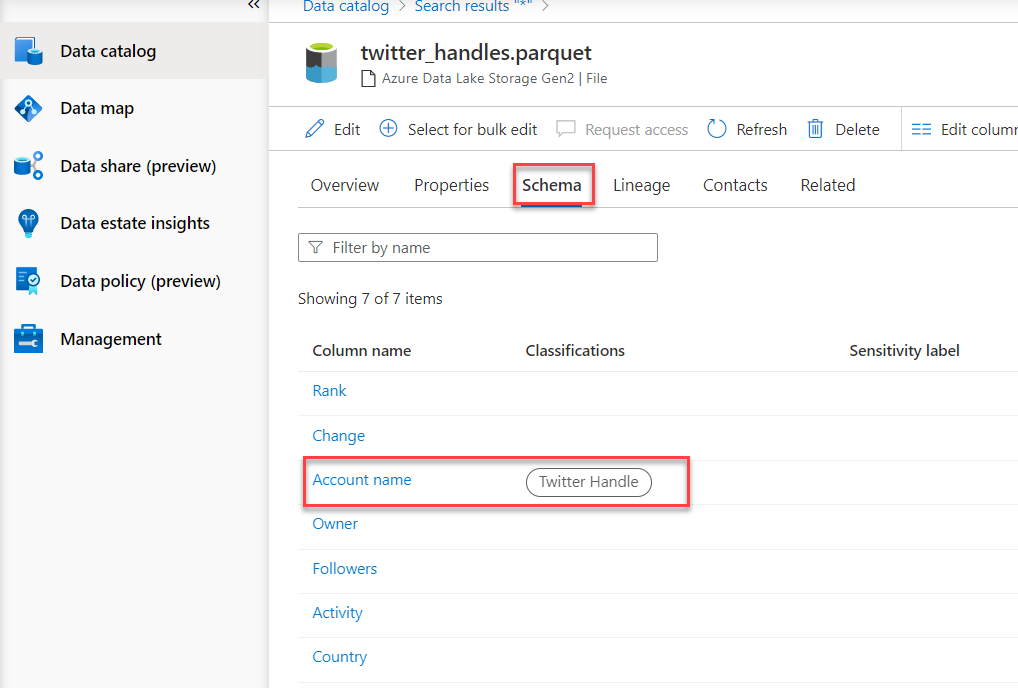 «
Data catalog > Search results "*" >
Data catalog
Data map
Data share (preview)
Data estate insights
Data policy (preview)
Management
twitter_handles.parquet
Azure Data Lake Storage Gen2 | File
Edit Select for bulk edit Request access Refresh Delete Edit colum
Overview Properties Schema Lineage Contacts Related
Filter by name
Showing 7 of 7 items
Column name Classifications Sensitivity label
Rank
Change
Account name Twitter Handle
Owner
Followers
Activity
Country